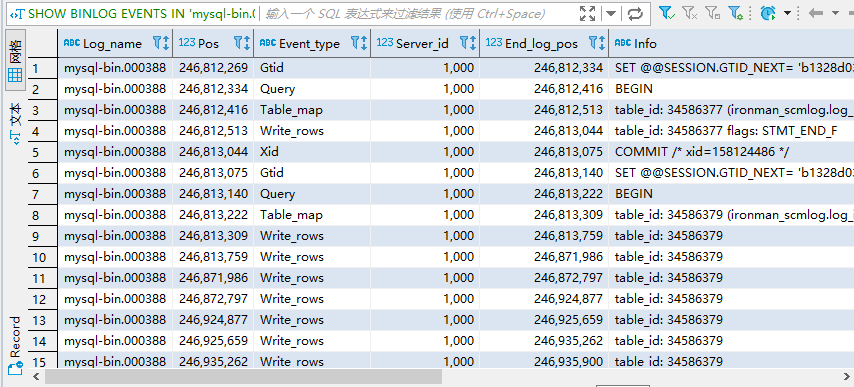 SHOW BINLOG EVENTS IN 'mysql-bin.0 输入一个 SQL 表达式来过滤结果 (使用 Ctrl+Space)
网格
文本
Record
ABC Log_name 123 Pos ABC Event_type 123 Server_id 123 End_log_pos ABC Info
1 mysql-bin.000388 246,812,269 Gtid 1,000 246,812,334 SET @@SESSION.GTID_NEXT= 'b1328d03
2 mysql-bin.000388 246,812,334 Query 1,000 246,812,416 BEGIN
3 mysql-bin.000388 246,812,416 Table_map 1,000 246,812,513 table_id: 34586377 (ironman_scmlog.log_
4 mysql-bin.000388 246,812,513 Write_rows 1,000 246,813,044 table_id: 34586377 flags: STMT_END_F
5 mysql-bin.000388 246,813,044 Xid 1,000 246,813,075 COMMIT /* xid=158124486 */
6 mysql-bin.000388 246,813,075 Gtid 1,000 246,813,140 SET @@SESSION.GTID_NEXT= 'b1328d03
7 mysql-bin.000388 246,813,140 Query 1,000 246,813,222 BEGIN
8 mysql-bin.000388 246,813,222 Table_map 1,000 246,813,309 table_id: 34586379 (ironman_scmlog.log_
9 mysql-bin.000388 246,813,309 Write_rows 1,000 246,813,759 table_id: 34586379
10 mysql-bin.000388 246,813,759 Write_rows 1,000 246,871,986 table_id: 34586379
11 mysql-bin.000388 246,871,986 Write_rows 1,000 246,872,797 table_id: 34586379
12 mysql-bin.000388 246,872,797 Write_rows 1,000 246,924,877 table_id: 34586379
13 mysql-bin.000388 246,924,877 Write_rows 1,000 246,925,659 table_id: 34586379
14 mysql-bin.000388 246,925,659 Write_rows 1,000 246,935,262 table_id: 34586379
15 mysql-bin.000388 246,935,262 Write_rows 1,000 246,935,900 table_id: 34586379